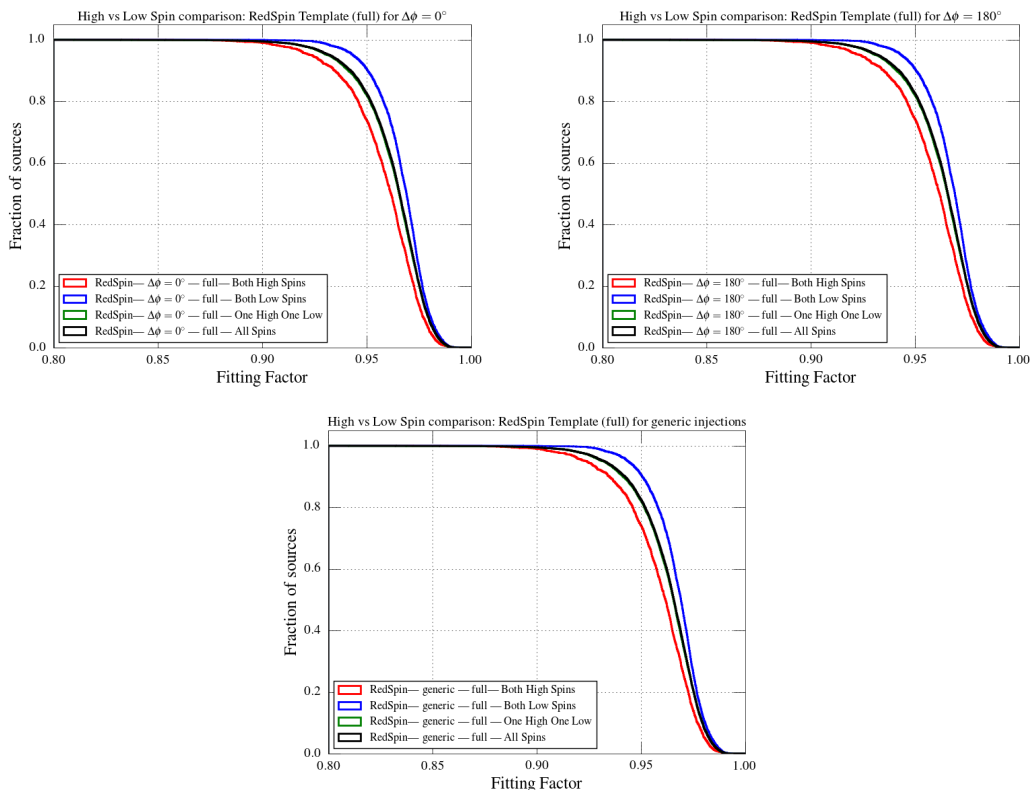 High vs Low Spin comparison: RedSpin Template (full) for Δϕ = 0°
Fraction of sources
1.0
0.8
0.6
0.4
0.2
0.0
RedSpin— Δϕ = 0° — full— Both High Spins
RedSpin— Δϕ = 0° — full — Both Low Spins
RedSpin— Δϕ = 0° — full — One High One Low
RedSpin— Δϕ = 0° — full — All Spins
0.80 0.85 0.90 0.95 1.00
Fitting Factor
High vs Low Spin comparison: RedSpin Template (full) for Δϕ = 180°
Fraction of sources
1.0
0.8
0.6
0.4
0.2
0.0
RedSpin— Δϕ = 180° — full— Both High Spins
RedSpin— Δϕ = 180° — full — Both Low Spins
RedSpin— Δϕ = 180° — full — One High One Low
RedSpin— Δϕ = 180° — full — All Spins
0.80 0.85 0.90 0.95 1.00
Fitting Factor
High vs Low Spin comparison: RedSpin Template (full) for generic injections
Fraction of sources
1.0
0.8
0.6
0.4
0.2
0.0
RedSpin— generic — full— Both High Spins
RedSpin— generic — full — Both Low Spins
RedSpin— generic — full — One High One Low
RedSpin— generic — full — All Spins
0.80 0.85 0.90 0.95 1.00
Fitting Factor